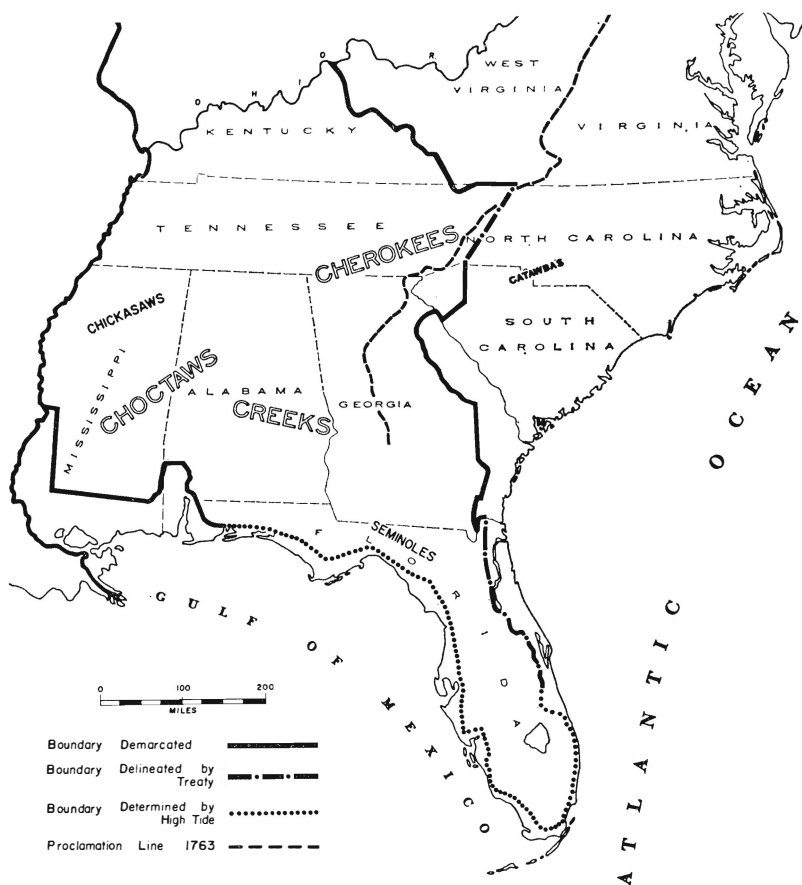 OHIO R.
WEST
VIRGINIA
KENTUCKY
VIRGINIA
TENNESSEE
CHEROKEES
NORTH CAROLINA
CATAWBAS
CHICKASAWS
SOUTH
CAROLINA
MISSISSIPPI
CHOCTAWS
ALABAMA
CREEKS
GEORGIA
ATLANTIC OCEAN
SEMINOLES
FLORIDA
GULF OF MEXICO
0 100 200
MILES
Boundary Demarcated
Boundary Delineated by
Treaty
Boundary Determined by
High Tide
Proclamation Line 1763